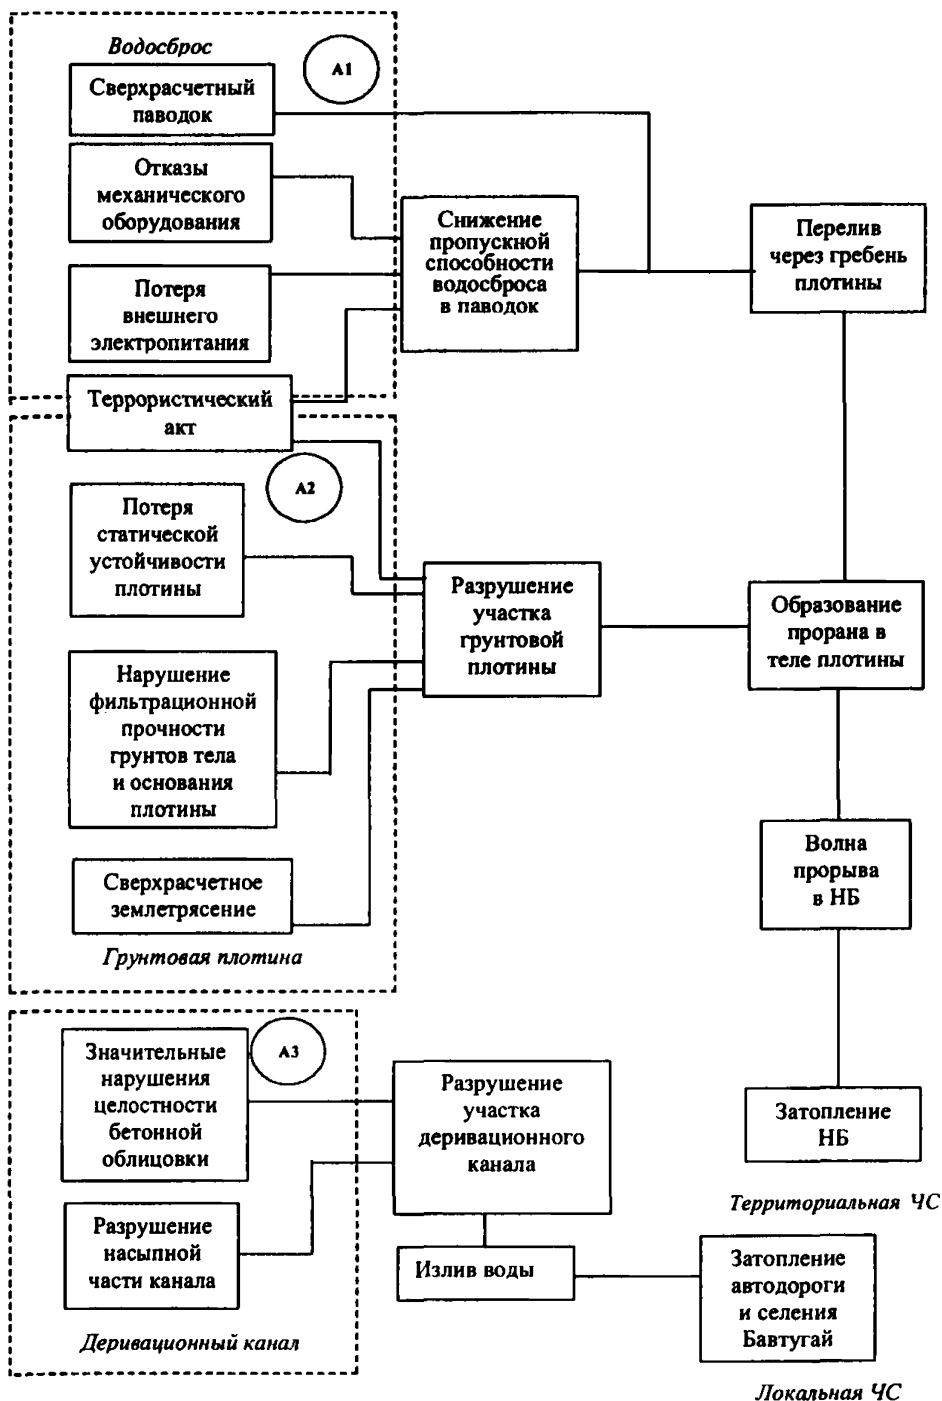 Водосброс
А1
Сверхрасчетный
паводок
Отказы
механического
оборудования
Потеря
внешнего
электропитания
Террористический
акт
Снижение
пропускной
способности
водосброса
в паводок
Перелив
через гребень
плотины
А2
Потеря
статической
устойчивости
плотины
Нарушение
фильтрационной
прочности
грунтов тела
и основания
плотины
Сверхрасчетное
землетрясение
Грунтовая плотина
Разрушение
участка
грунтовой
плотины
Образование
прорана в
теле плотины
Волна
прорыва
в НБ
Затопление
НБ
Территориальная ЧС
А3
Значительные
нарушения
целостности
бетонной
облицовки
Разрушение
насыпной
части канала
Деривационный канал
Разрушение
участка
деривационного
канала
Излив воды
Затопление
автодороги
и селения
Бавтугай
Локальная ЧС